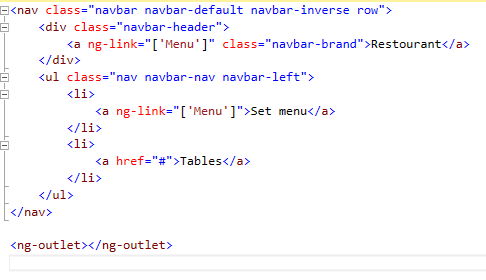 <nav class="navbar navbar-default navbar-inverse row">
    <div class="navbar-header">
        <a ng-link="['Menu']" class="navbar-brand">Restourant</a>
    </div>
    <ul class="nav navbar-nav navbar-left">
        <li>
            <a ng-link="['Menu']">Set menu</a>
        </li>
        <li>
            <a href="#">Tables</a>
        </li>
    </ul>
</nav>

<ng-outlet></ng-outlet>